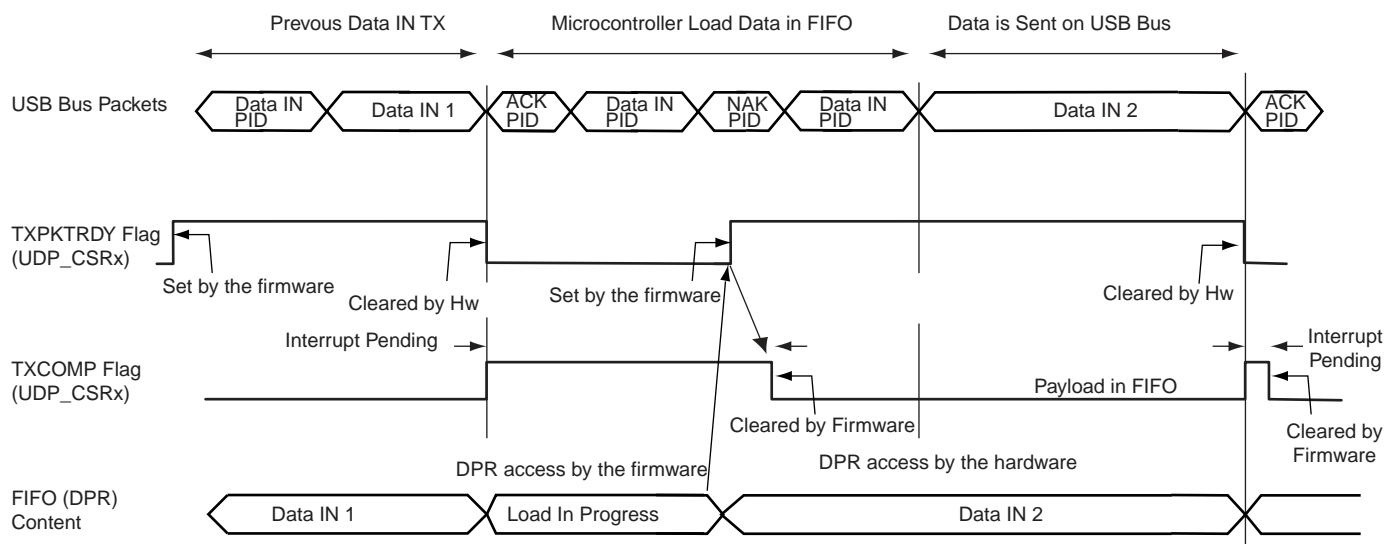 Prevous Data IN TX
Microcontroller Load Data in FIFO
Data is Sent on USB Bus
USB Bus Packets
Data IN
PID
Data IN 1
ACK
PID
Data IN
PID
NAK
PID
Data IN
PID
Data IN 2
ACK
PID
TXPKTRDY Flag
(UDP_CSRx)
Set by the firmware
Cleared by Hw
Set by the firmware
Cleared by Hw
Interrupt Pending
Interrupt
Pending
TXCOMP Flag
(UDP_CSRx)
Payload in FIFO
Cleared by Firmware
Cleared by
Firmware
DPR access by the firmware
DPR access by the hardware
FIFO (DPR)
Content
Data IN 1
Load In Progress
Data IN 2